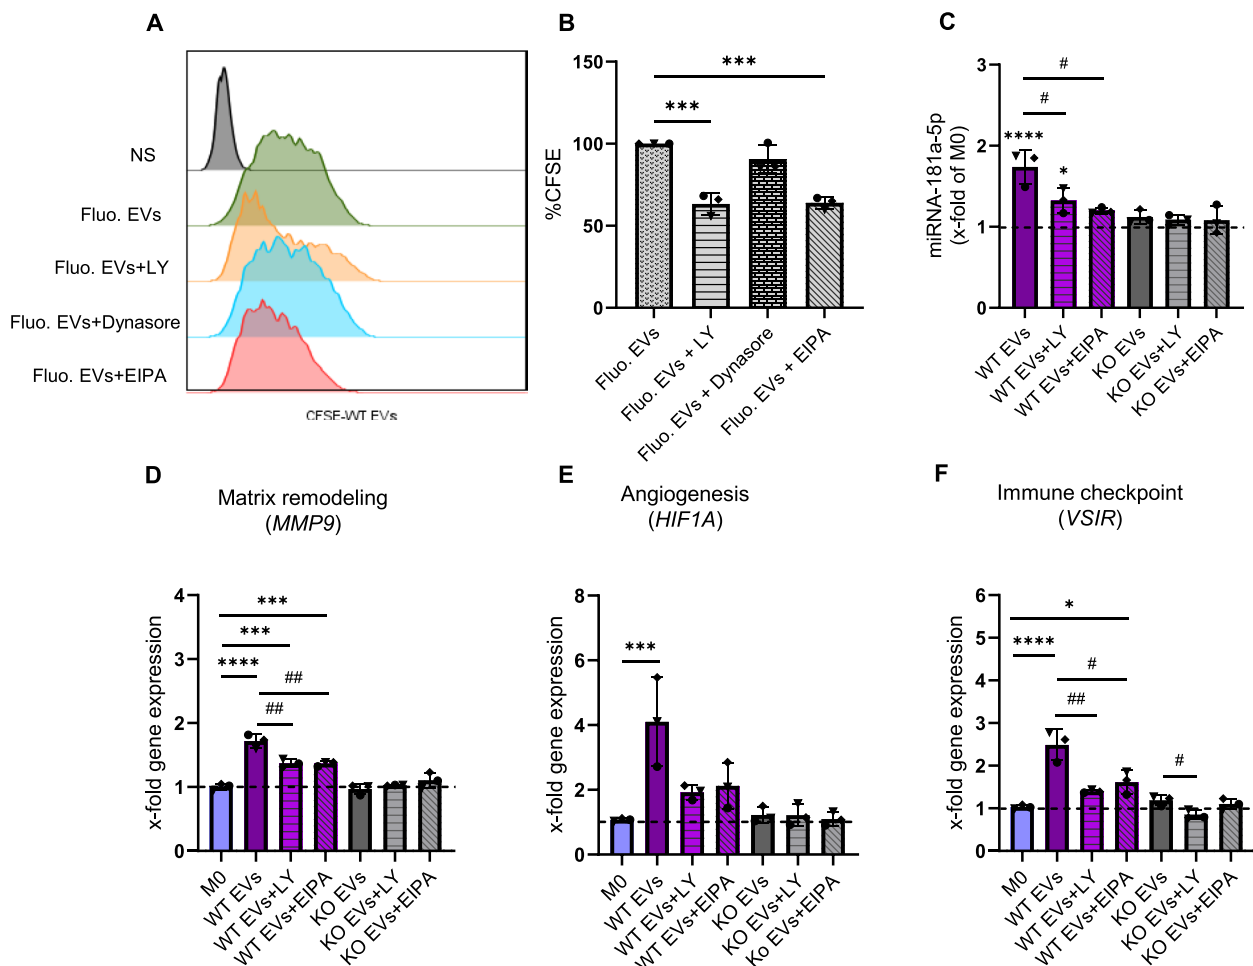 A
NS
Fluo. EVs
Fluo. EVs+LY
Fluo. EVs+Dynasore
Fluo. EVs+EIPA
CFSE-WT EVs
B
%CFSE
150
100
50
0
***
***
Fluo. EVs
Fluo. EVs + LY
Fluo. EVs + Dynasore
Fluo. EVs + EIPA
C
miRNA-181a-5p
(x-fold of M0)
3
2
1
0
#
#
****
*
WT EVs
WT EVs+LY
WT EVs+EIPA
KO EVs
KO EVs+LY
KO EVs+EIPA
D
Matrix remodeling
(MMP9)
x-fold gene expression
4
3
2
1
0
***
***
****
##
##
M0
WT EVs
WT EVs+LY
WT EVs+EIPA
KO EVs
KO EVs+LY
KO EVs+EIPA
E
Angiogenesis
(HIF1A)
x-fold gene expression
8
6
4
2
0
***
M0
WT EVs
WT EVs+LY
WT EVs+EIPA
KO EVs
KO EVs+LY
Ko EVs+EIPA
F
Immune checkpoint
(VSIR)
x-fold gene expression
6
5
4
3
2
1
0
*
****
#
##
#
M0
WT EVs
WT EVs+LY
WT EVs+EIPA
KO EVs
KO EVs+LY
KO EVs+EIPA